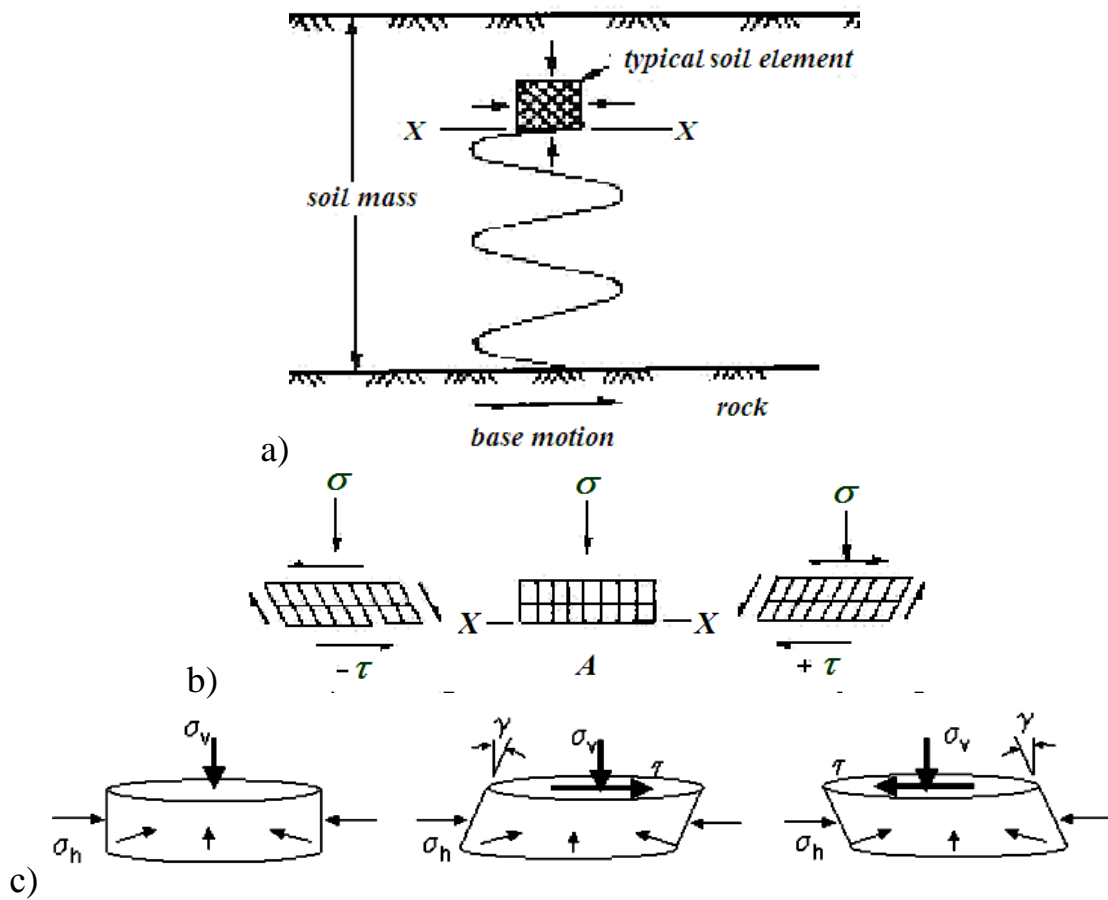 typical soil element
X X
soil mass
rock
base motion
a)
σ σ σ
X X
- τ A + τ
b)
σv γ σv τ τ σv γ
σh σh σh
c)